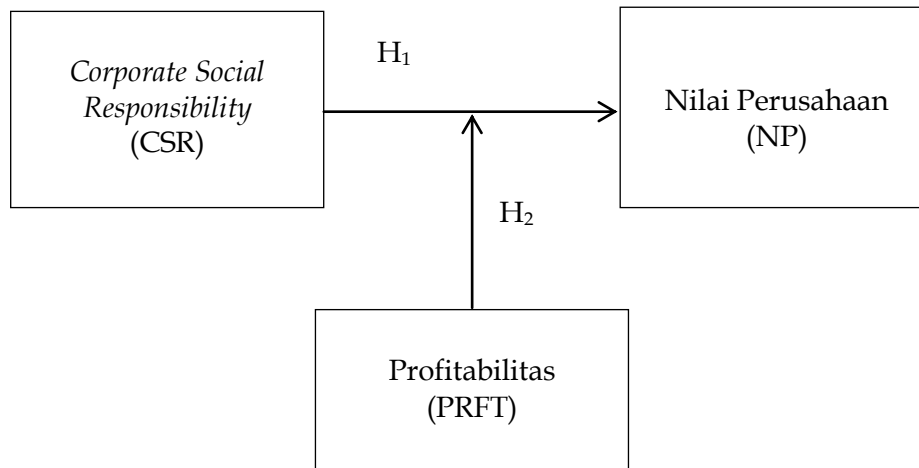 H₁
Corporate Social
Responsibility
(CSR)
Nilai Perusahaan
(NP)
H₂
Profitabilitas
(PRFT)